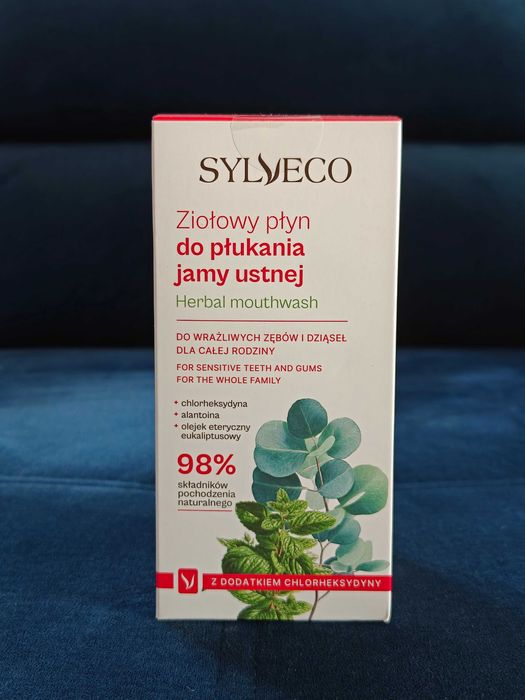 SYLVECO
Ziołowy płyn
do płukania
jamy ustnej
Herbal mouthwash
DO WRAŻLIWYCH ZĘBÓW I DZIĄSEŁ
DLA CAŁEJ RODZINY
FOR SENSITIVE TEETH AND GUMS
FOR THE WHOLE FAMILY
+ chlorheksydyna
+ alantoina
+ olejek eteryczny
eukaliptusowy
98%
składników
pochodzenia
naturalnego
Z DODATKIEM CHLORHEKSYDYNY